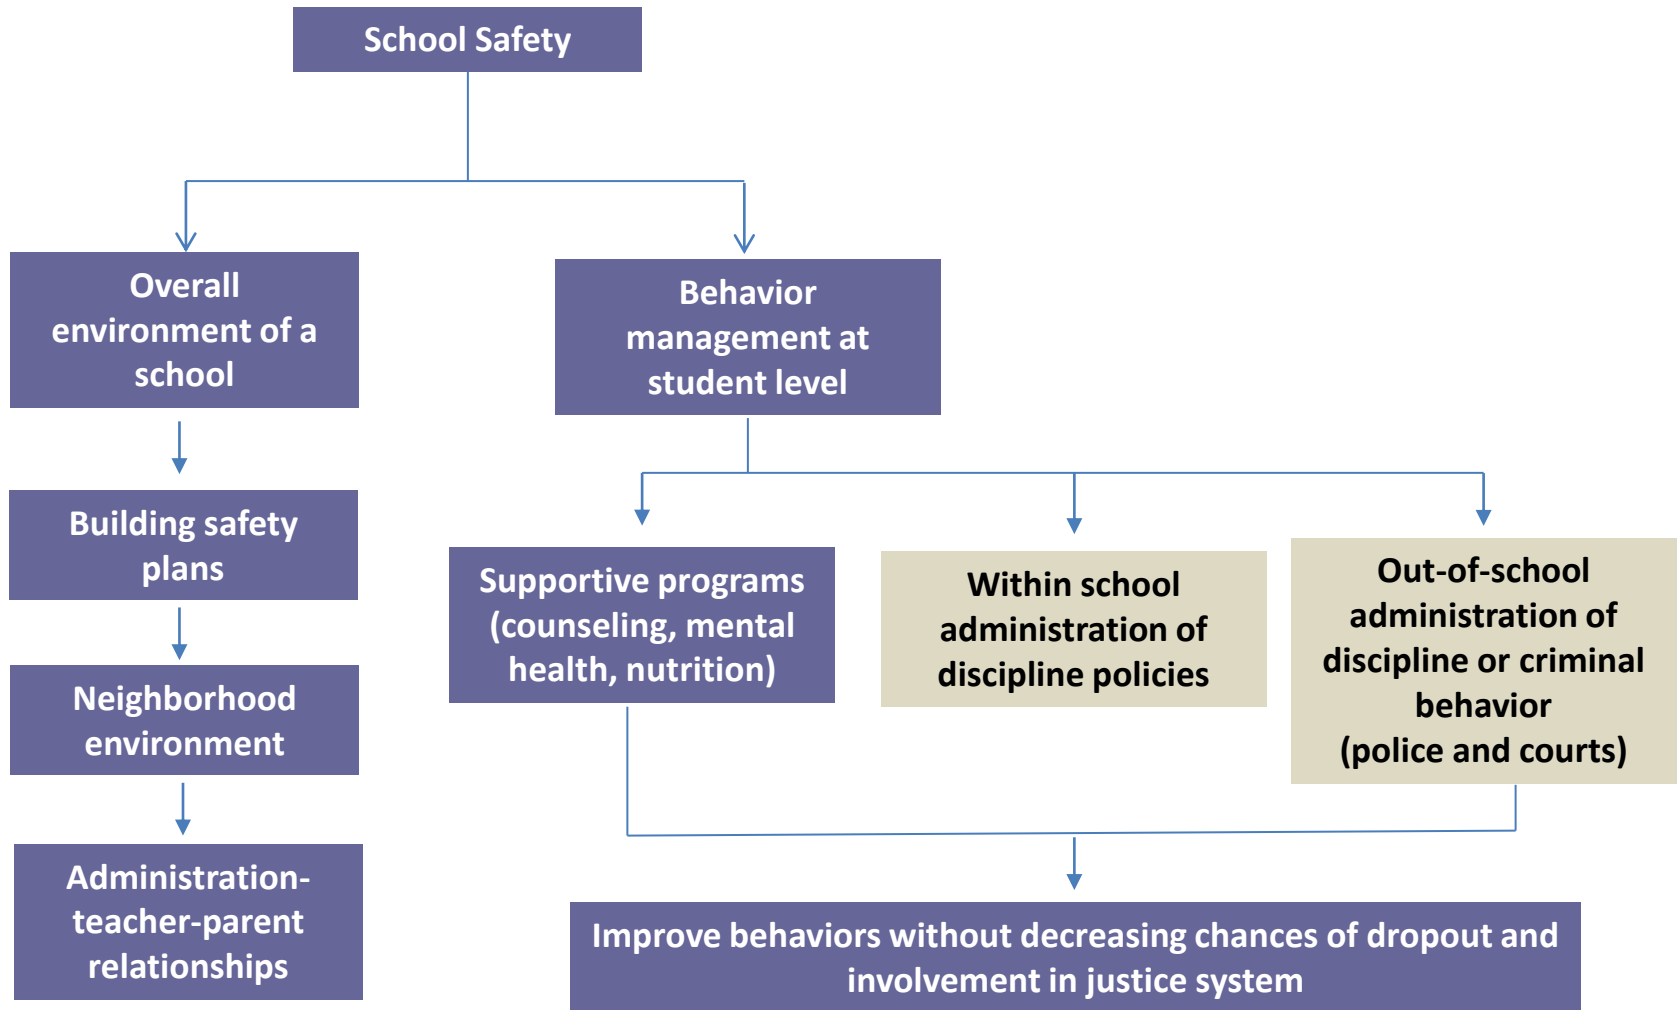 School Safety
Overall
environment of a
school
Behavior
management at
student level
Building safety
plans
Neighborhood
environment
Administration-
teacher-parent
relationships
Supportive programs
(counseling, mental
health, nutrition)
Within school
administration of
discipline policies
Out-of-school
administration of
discipline or criminal
behavior
(police and courts)
Improve behaviors without decreasing chances of dropout and
involvement in justice system